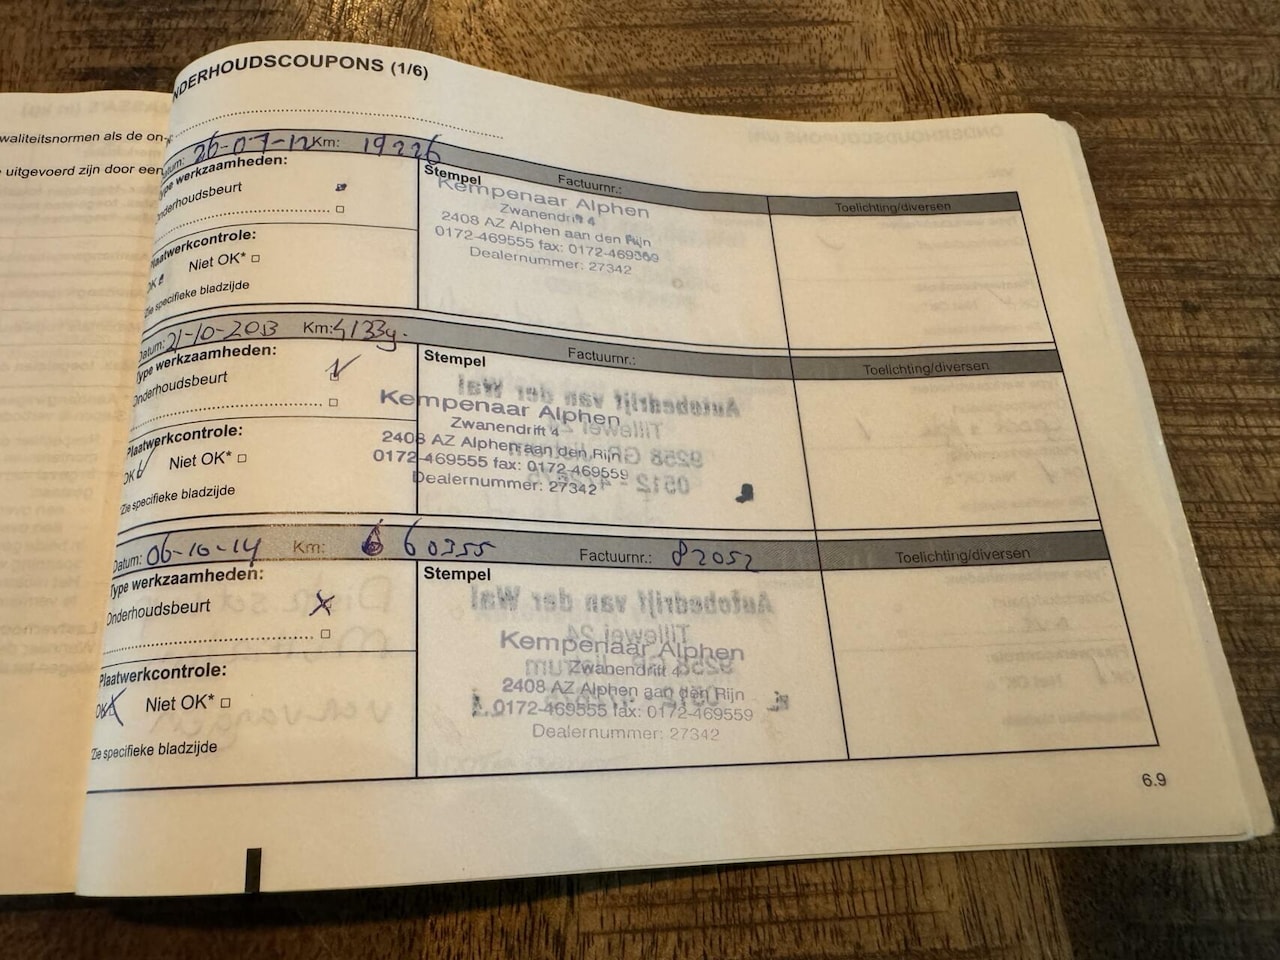 NDERHOUDSCOUPONS (1/6)
waliteitsnormen als de on-
uitgevoerd zijn door een
Datum: 26-07-12 Km: 19226
Type werkzaamheden:
Onderhoudsbeurt
Plaatwerkcontrole:
OK Niet OK*
*Zie specifieke bladzijde
Stempel Factuurnr.:
Kempenaar Alphen
Zwanendrift 4
2408 AZ Alphen aan den Rijn
0172-469555 fax: 0172-469559
Dealernummer: 27342
Toelichting/diversen
Datum: 21-10-2013 Km: 41339.
Type werkzaamheden:
Onderhoudsbeurt
Plaatwerkcontrole:
OK Niet OK*
*Zie specifieke bladzijde
Stempel Factuurnr.:
Kempenaar Alphen
Zwanendrift 4
2408 AZ Alphen aan den Rijn
0172-469555 fax: 0172-469559
Dealernummer: 27342
Toelichting/diversen
Datum: 06-10-14 Km: 60355 Factuurnr.: 82052
Type werkzaamheden:
Onderhoudsbeurt
Plaatwerkcontrole:
OK Niet OK*
*Zie specifieke bladzijde
Stempel
Kempenaar Alphen
Zwanendrift 4
2408 AZ Alphen aan den Rijn
0172-469555 fax: 0172-469559
Dealernummer: 27342
Toelichting/diversen
6.9